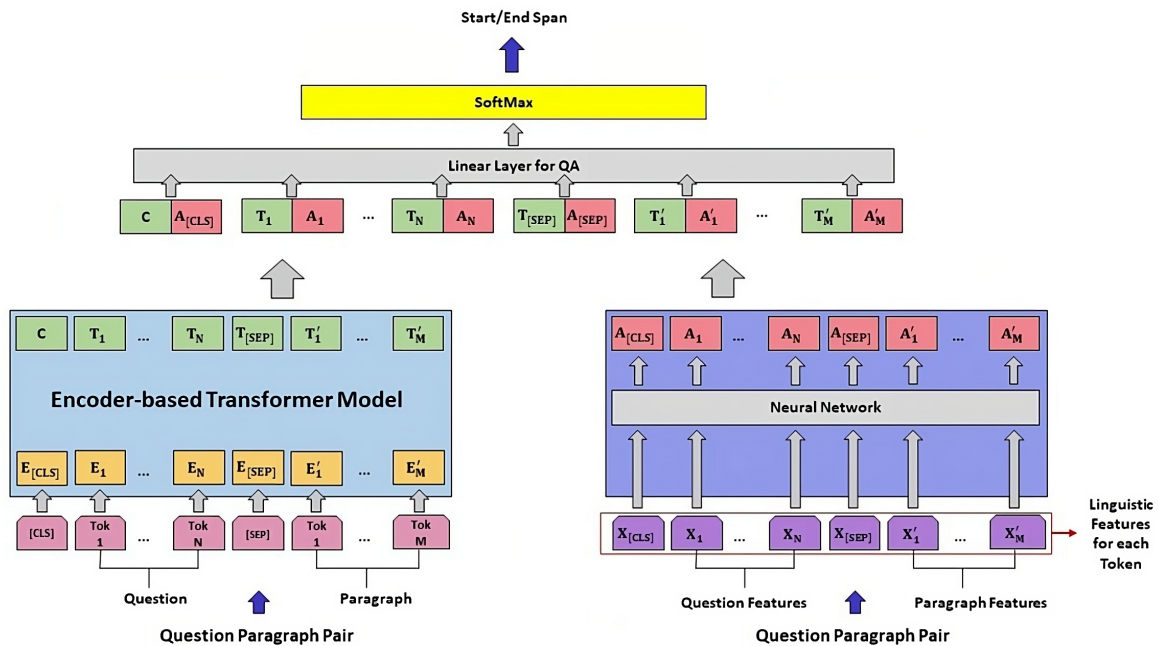 Start/End Span
SoftMax
Linear Layer for QA
C A[CLS] T1 A1 ... TN AN T[SEP] A[SEP] T′1 A′1 ... T′M A′M
C T1 ... TN T[SEP] T′1 ... T′M
Encoder-based Transformer Model
E[CLS] E1 ... EN E[SEP] E′1 ... E′M
[CLS] Tok 1 ... Tok N [SEP] Tok 1 ... Tok M
Question Paragraph
Question Paragraph Pair
A[CLS] A1 ... AN A[SEP] A′1 ... A′M
Neural Network
X[CLS] X1 ... XN X[SEP] X′1 ... X′M
Linguistic
Features
for each
Token
Question Features Paragraph Features
Question Paragraph Pair